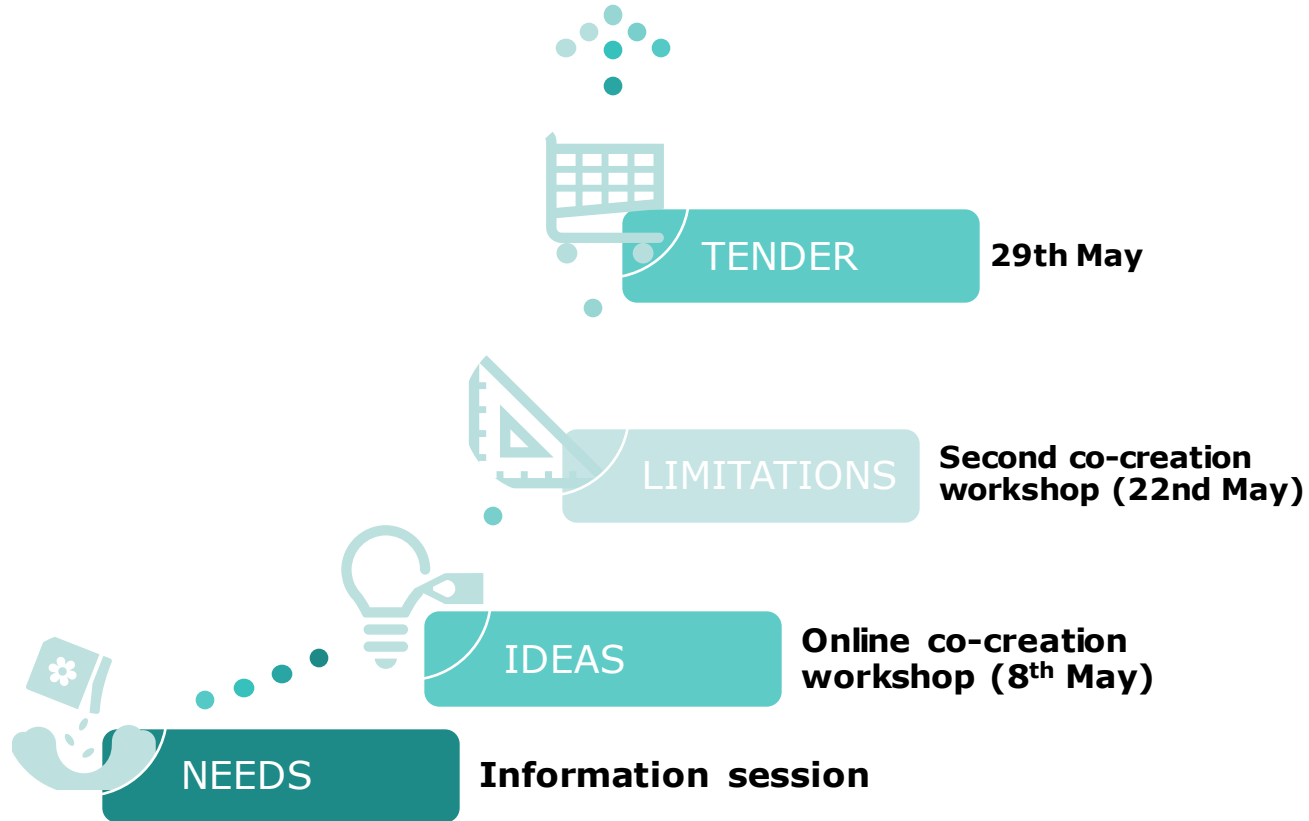 TENDER
29th May
LIMITATIONS
Second co-creation
workshop (22nd May)
IDEAS
Online co-creation
workshop (8th May)
NEEDS
Information session